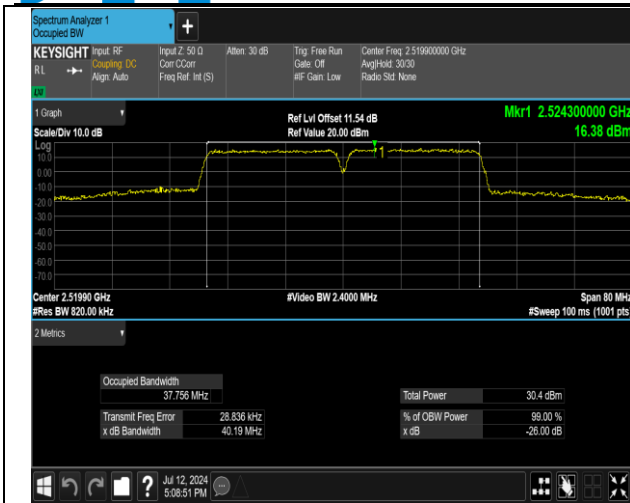 Spectrum Analyzer 1
Occupied BW
+
KEYSIGHT
RL
Input: RF
Coupling: DC
Align: Auto
Input Z: 50 Ω
Corr CCorr
Freq Ref: Int (S)
Atten: 30 dB
Trig: Free Run
Gate: Off
#IF Gain: Low
Center Freq: 2.519900000 GHz
Avg|Hold: 30/30
Radio Std: None
1 Graph
Scale/Div 10.0 dB
Ref Lvl Offset 11.54 dB
Ref Value 20.00 dBm
Mkr1 2.524300000 GHz
16.38 dBm
Log
10.0
0.00
-10.0
-20.0
-30.0
-40.0
-50.0
-60.0
-70.0
1
Center 2.51990 GHz
#Res BW 820.00 kHz
#Video BW 2.4000 MHz
Span 80 MHz
#Sweep 100 ms (1001 pts)
2 Metrics
Occupied Bandwidth
37.756 MHz
Transmit Freq Error 28.836 kHz
x dB Bandwidth 40.19 MHz
Total Power 30.4 dBm
% of OBW Power 99.00 %
x dB -26.00 dB
?
Jul 12, 2024
5:08:51 PM